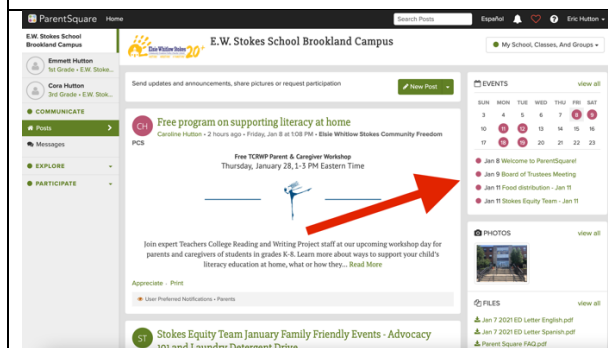 ParentSquare Home Search Posts Español Eric Hutton
E.W. Stokes School
Brookland Campus
Emmett Hutton
1st Grade • E.W. Stoke...
Cora Hutton
3rd Grade • E.W. Stok...
COMMUNICATE
Posts
Messages
EXPLORE
PARTICIPATE
Elsie Whitlow Stokes 20
E.W. Stokes School Brookland Campus
My School, Classes, And Groups
Send updates and announcements, share pictures or request participation
New Post
CH
Free program on supporting literacy at home
Caroline Hutton • 2 hours ago • Friday, Jan 8 at 1:08 PM • Elsie Whitlow Stokes Community Freedom
PCS
Free TCRWP Parent & Caregiver Workshop
Thursday, January 28, 1-3 PM Eastern Time
Join expert Teachers College Reading and Writing Project staff at our upcoming workshop day for
parents and caregivers of students in grades K-8. Learn more about ways to support your child's
literacy education at home, what or how they... Read More
Appreciate · Print
User Preferred Notifications • Parents
ST
Stokes Equity Team January Family Friendly Events - Advocacy
101 and Laundry Detergent Drive
EVENTS view all
SUN MON TUE WED THU FRI SAT
3 4 5 6 7 8 9
10 11 12 13 14 15 16
17 18 19 20 21 22 23
Jan 8 Welcome to ParentSquare!
Jan 9 Board of Trustees Meeting
Jan 11 Food distribution - Jan 11
Jan 11 Stokes Equity Team - Jan 11
PHOTOS view all
FILES view all
Jan 7 2021 ED Letter English.pdf
Jan 7 2021 ED Letter Spanish.pdf
Parent Square FAQ.pdf